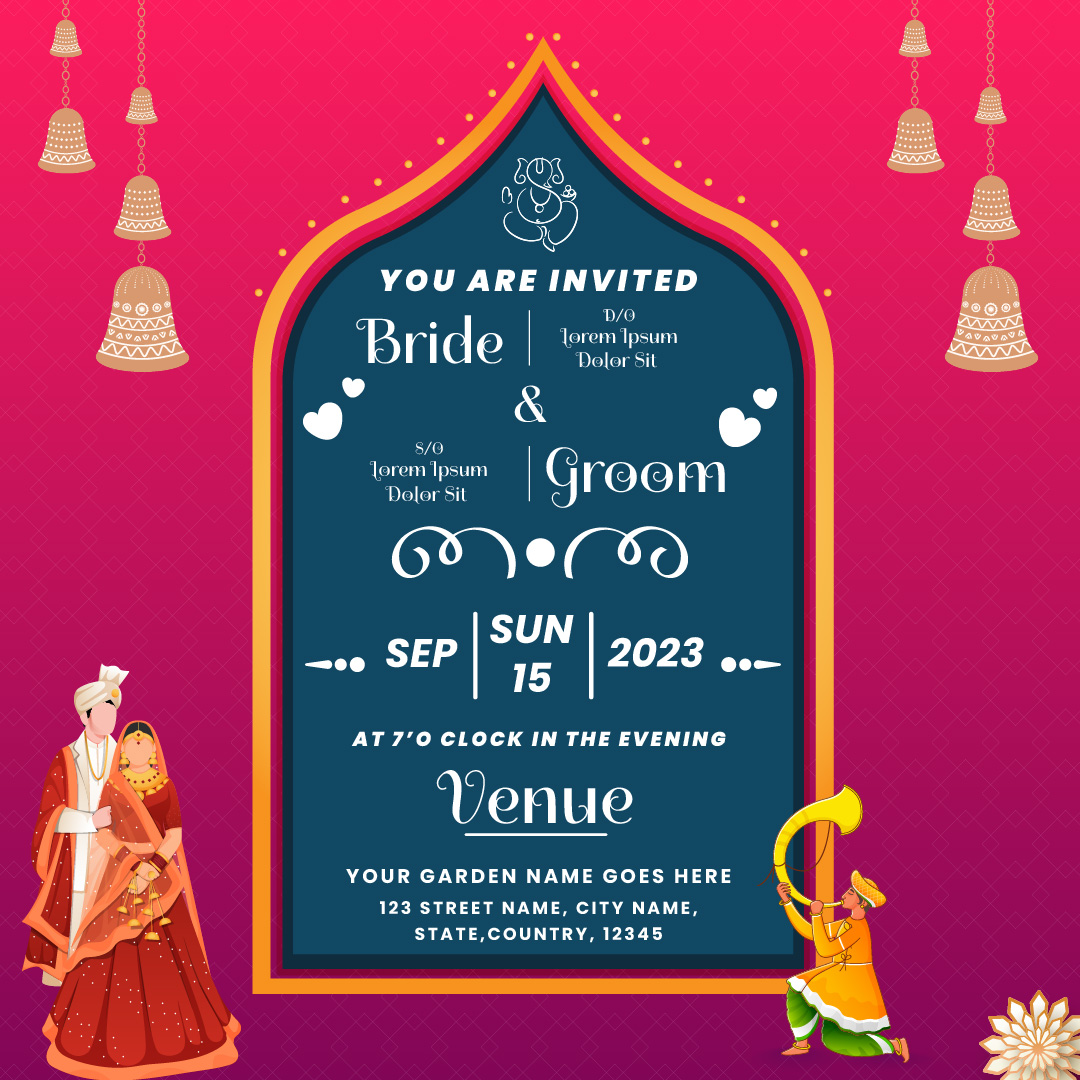 YOU ARE INVITED
Bride
D/O
Lorem Ipsum
Dolor Sit
&
S/O
Lorem Ipsum
Dolor Sit
Groom
SEP
SUN
15
2023
AT 7’O CLOCK IN THE EVENING
Venue
YOUR GARDEN NAME GOES HERE
123 STREET NAME, CITY NAME,
STATE,COUNTRY, 12345